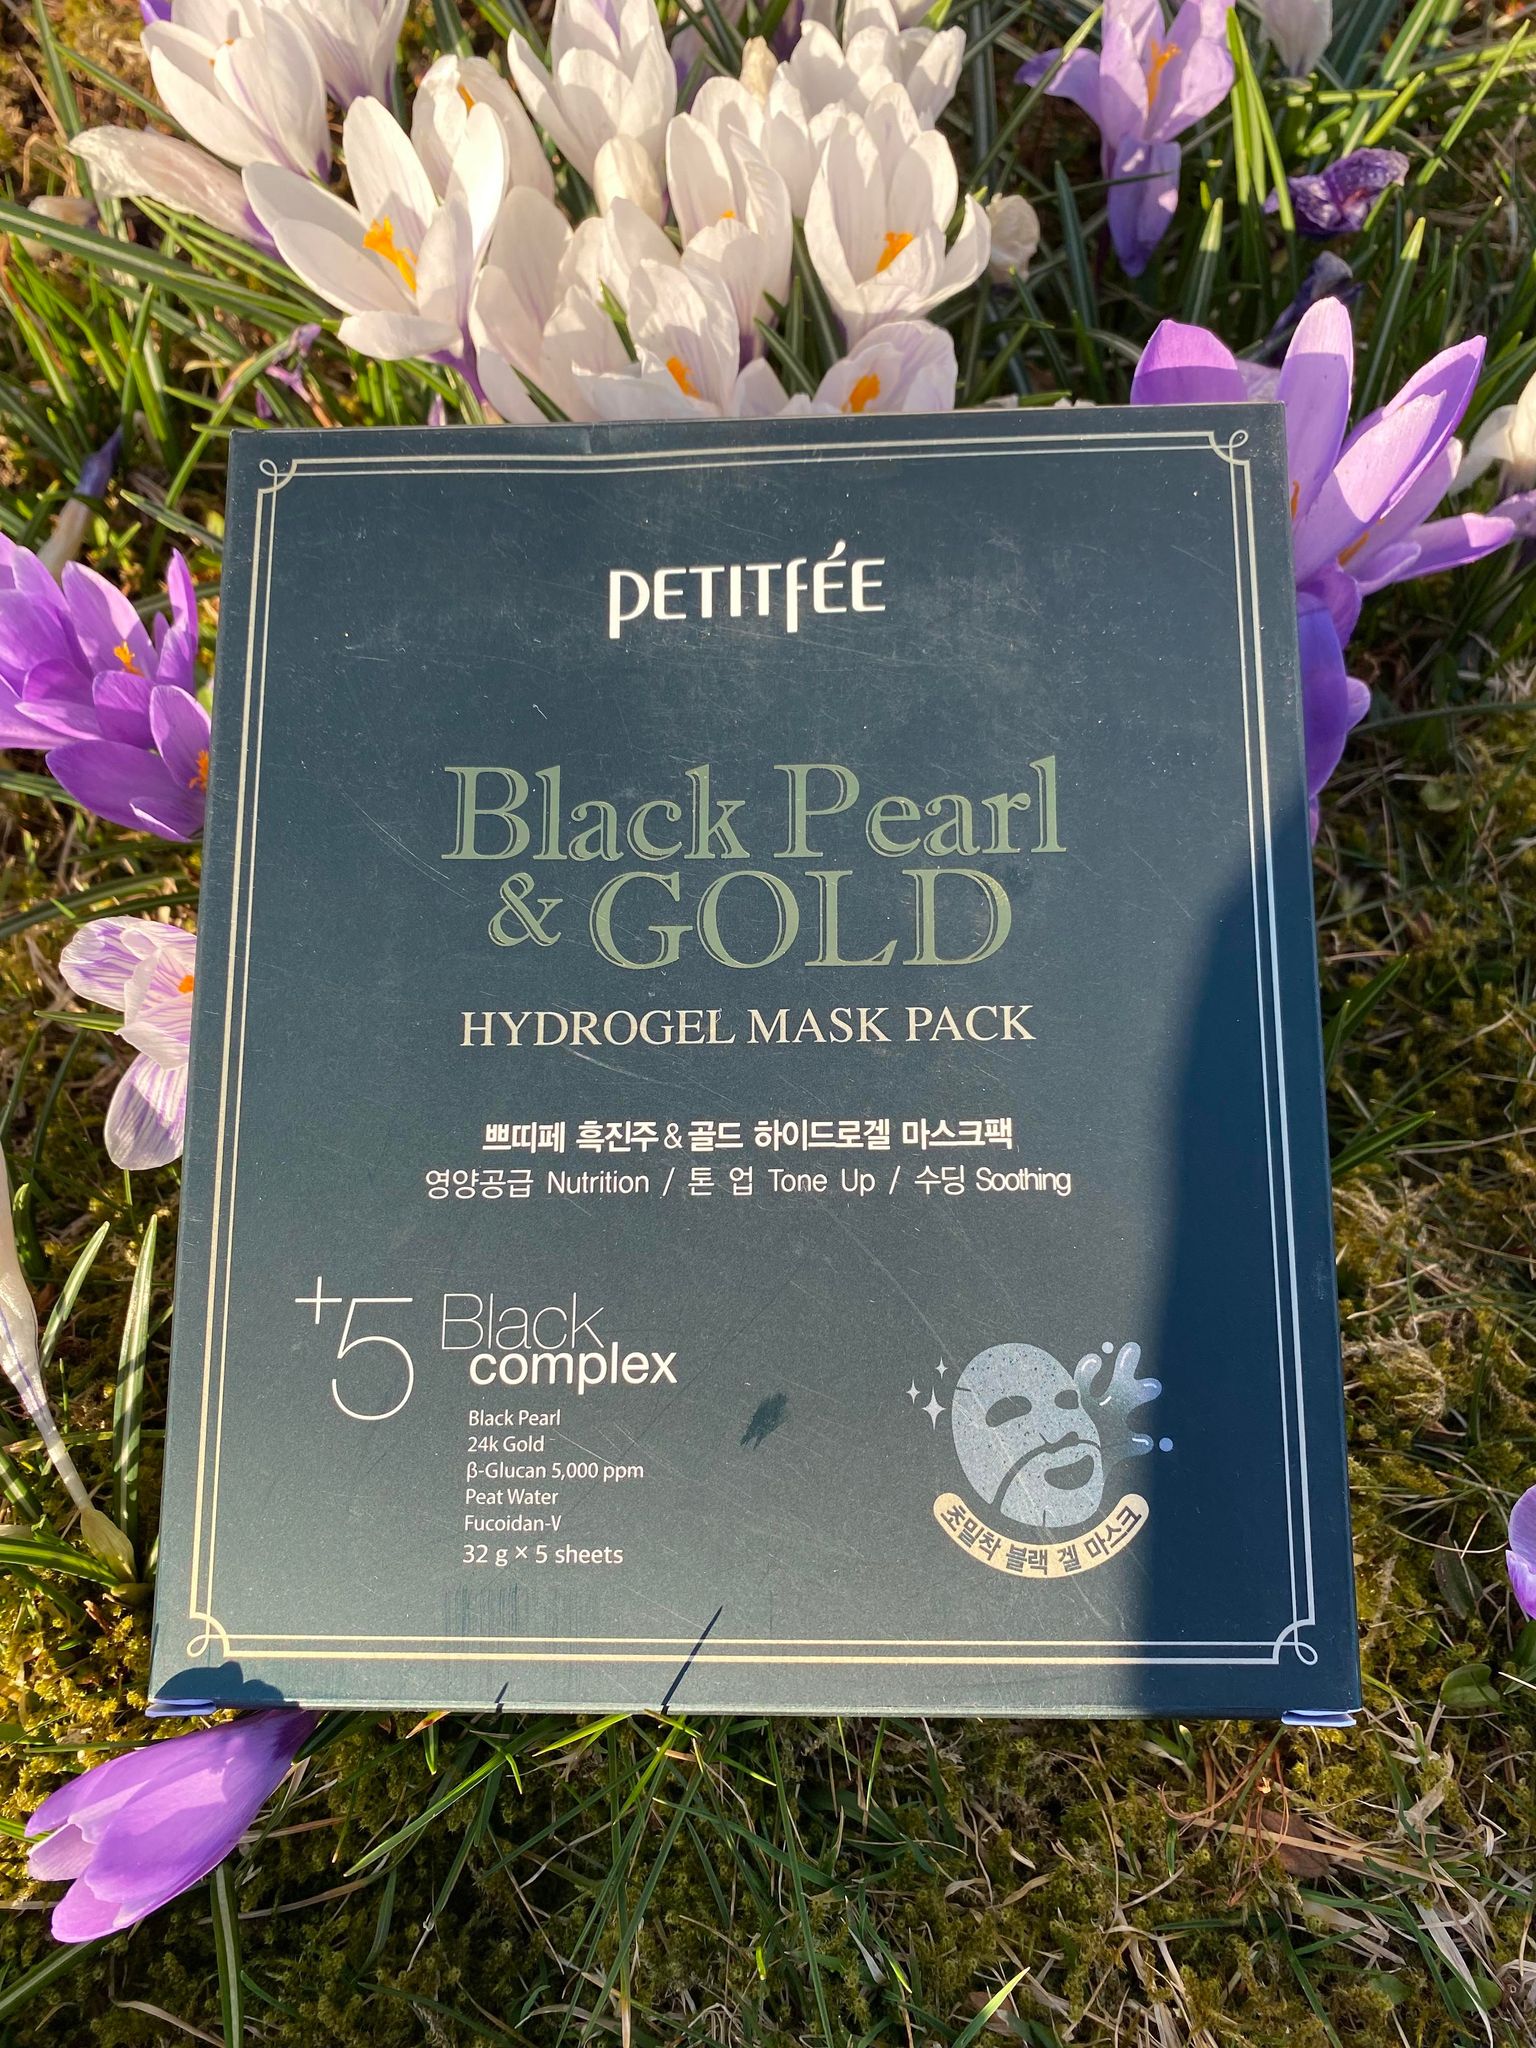 PETITFÉE
Black Pearl
& GOLD
HYDROGEL MASK PACK
쁘띠페 흑진주 & 골드 하이드로겔 마스크팩
영양공급 Nutrition / 톤 업 Tone Up / 수딩 Soothing
+5 Black
complex
Black Pearl
24k Gold
β-Glucan 5,000 ppm
Peat Water
Fucoidan-V
32 g × 5 sheets
초밀착 블랙 겔 마스크